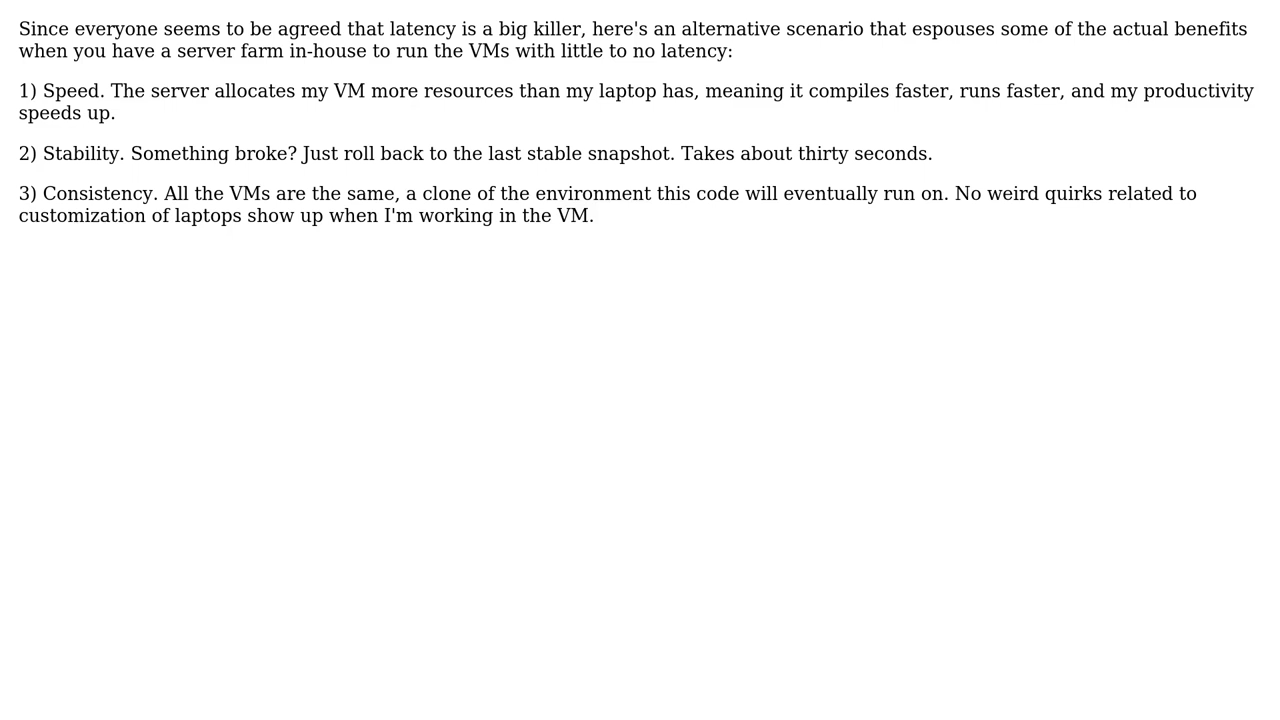 Since everyone seems to be agreed that latency is a big killer, here's an alternative scenario that espouses some of the actual benefits
when you have a server farm in-house to run the VMs with little to no latency:
1) Speed. The server allocates my VM more resources than my laptop has, meaning it compiles faster, runs faster, and my productivity
speeds up.
2) Stability. Something broke? Just roll back to the last stable snapshot. Takes about thirty seconds.
3) Consistency. All the VMs are the same, a clone of the environment this code will eventually run on. No weird quirks related to
customization of laptops show up when I'm working in the VM.